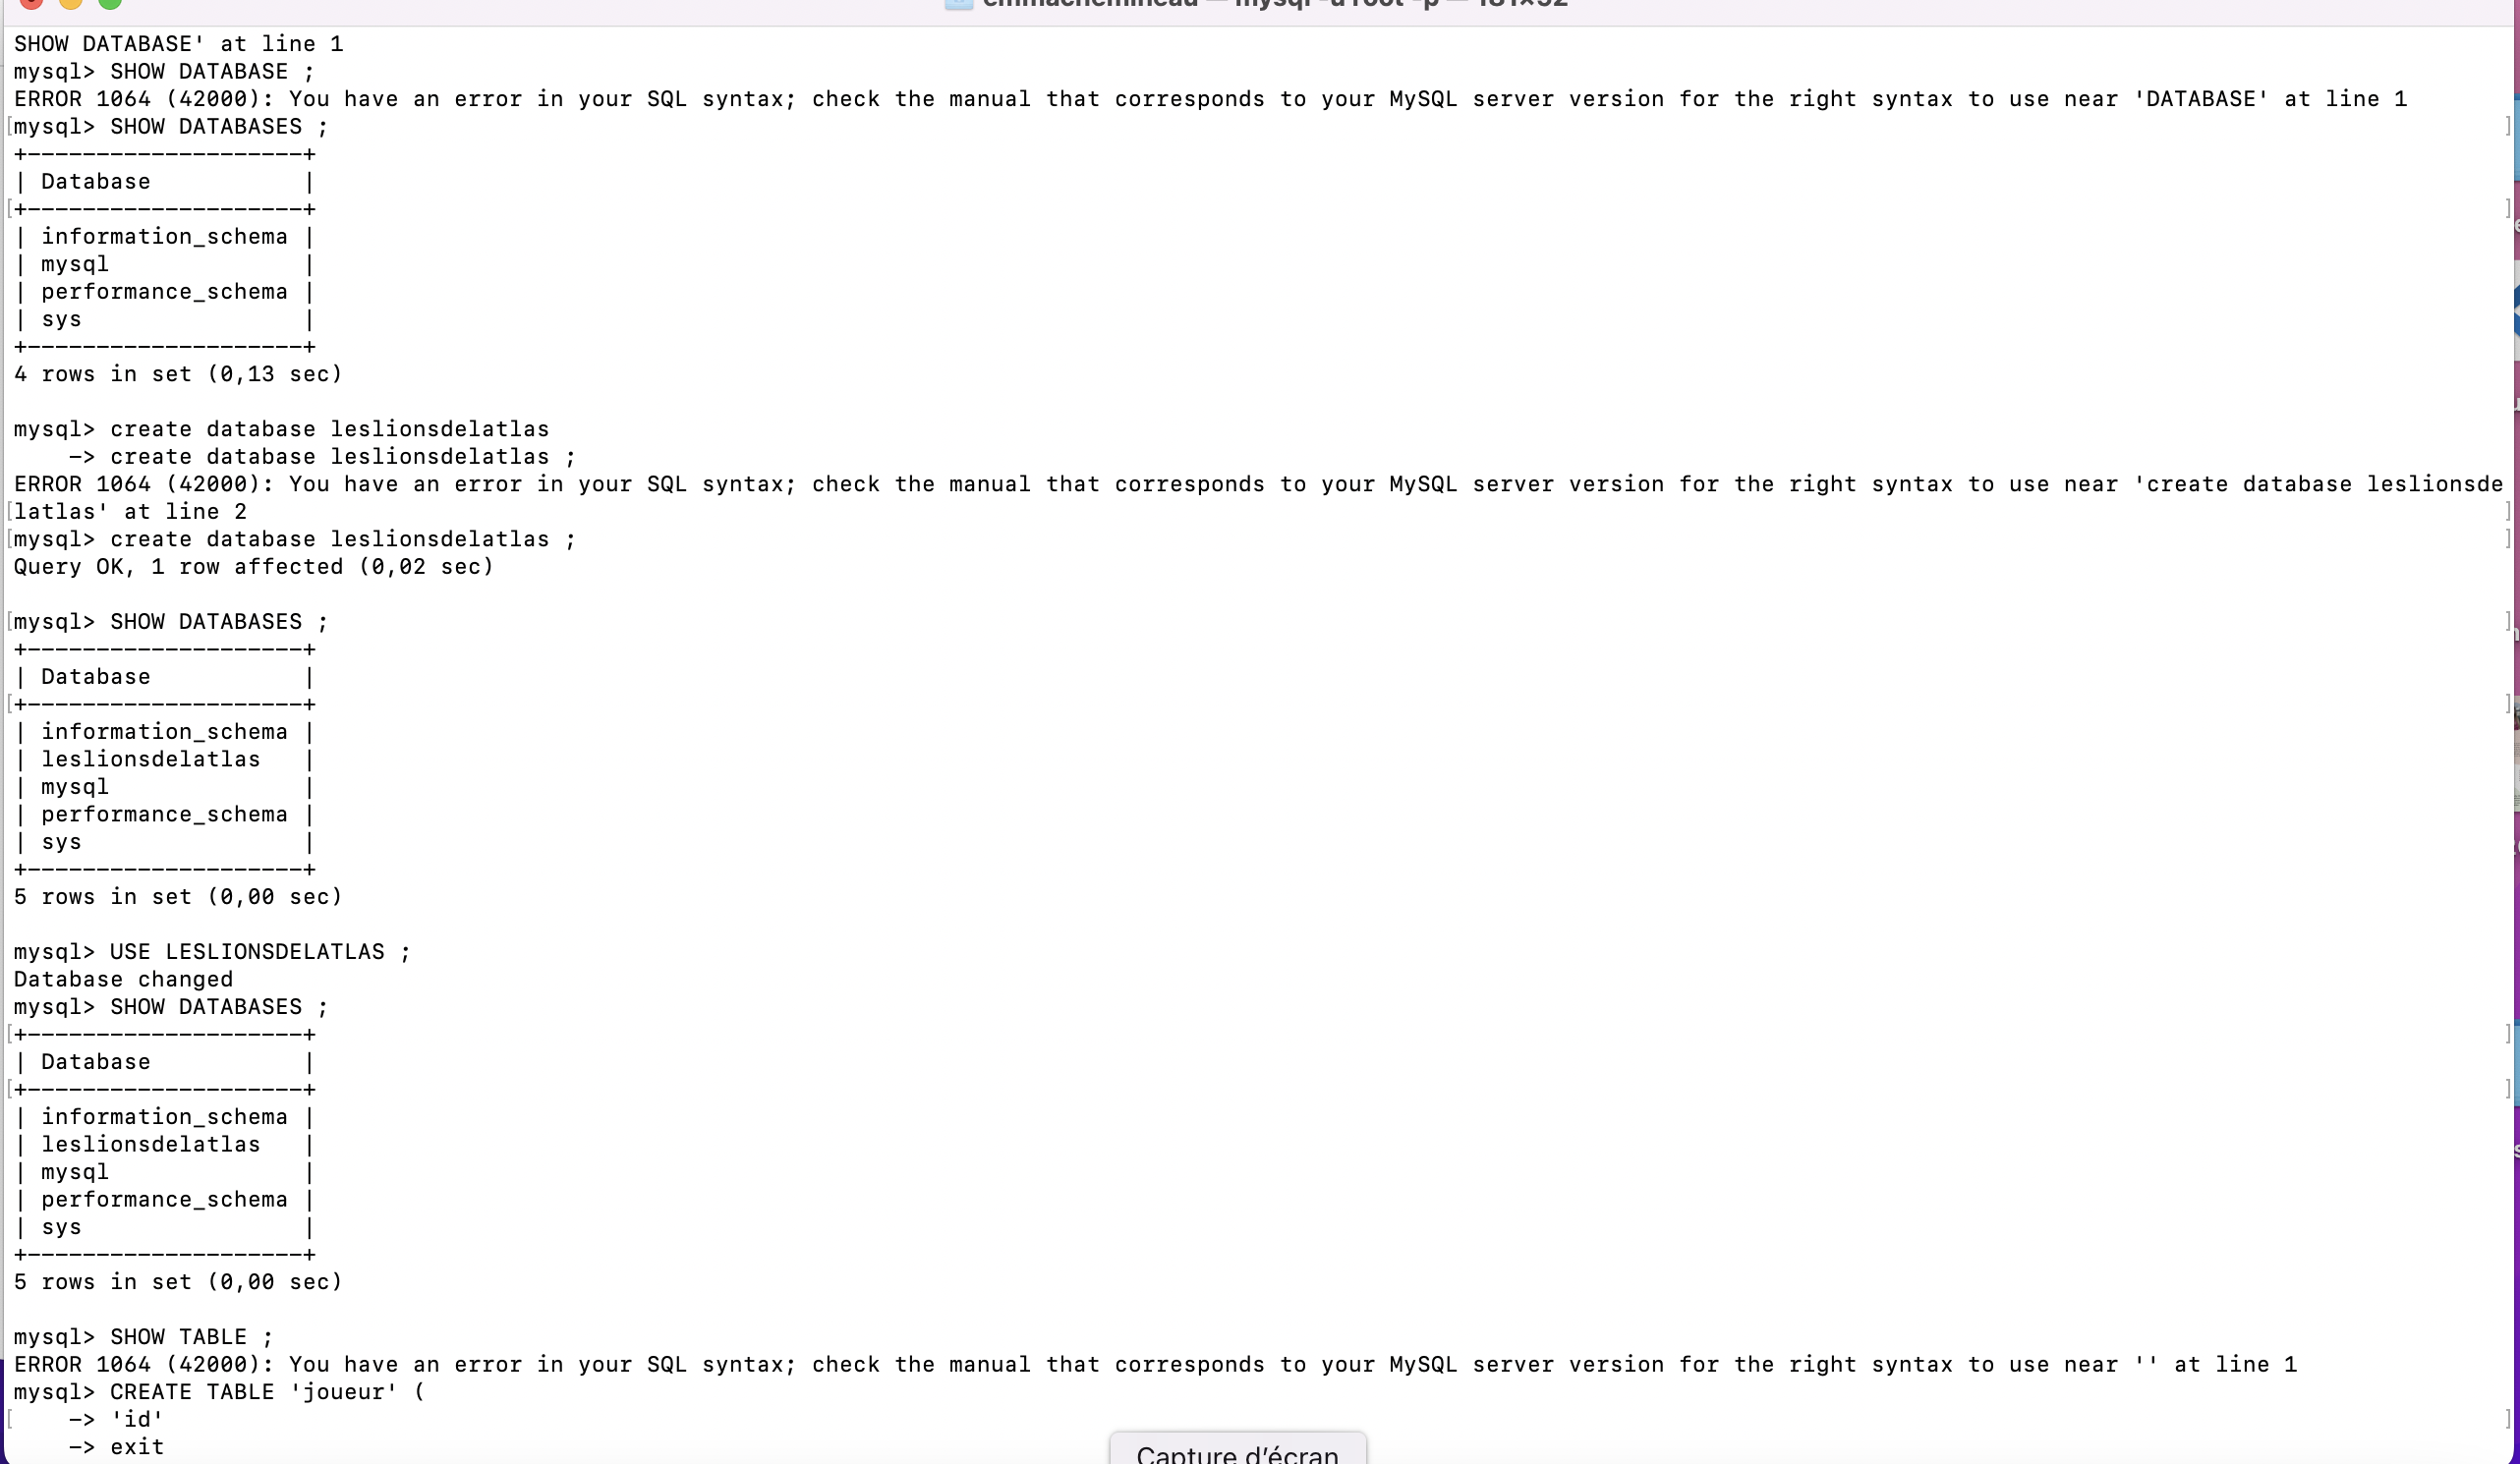 emmachemineau — mysql -u root -p — 181×52
SHOW DATABASE' at line 1
mysql> SHOW DATABASE ;
ERROR 1064 (42000): You have an error in your SQL syntax; check the manual that corresponds to your MySQL server version for the right syntax to use near 'DATABASE' at line 1
[mysql> SHOW DATABASES ; ]
+--------------------+
| Database           |
[+--------------------+ ]
| information_schema |
| mysql              |
| performance_schema |
| sys                |
+--------------------+
4 rows in set (0,13 sec)
mysql> create database leslionsdelatlas
    -> create database leslionsdelatlas ;
ERROR 1064 (42000): You have an error in your SQL syntax; check the manual that corresponds to your MySQL server version for the right syntax to use near 'create database leslionsde
[latlas' at line 2 ]
[mysql> create database leslionsdelatlas ; ]
Query OK, 1 row affected (0,02 sec)
[mysql> SHOW DATABASES ; ]
+--------------------+
| Database           |
[+--------------------+ ]
| information_schema |
| leslionsdelatlas   |
| mysql              |
| performance_schema |
| sys                |
+--------------------+
5 rows in set (0,00 sec)
mysql> USE LESLIONSDELATLAS ;
Database changed
mysql> SHOW DATABASES ;
[+--------------------+ ]
| Database           |
[+--------------------+ ]
| information_schema |
| leslionsdelatlas   |
| mysql              |
| performance_schema |
| sys                |
+--------------------+
5 rows in set (0,00 sec)
mysql> SHOW TABLE ;
ERROR 1064 (42000): You have an error in your SQL syntax; check the manual that corresponds to your MySQL server version for the right syntax to use near '' at line 1
mysql> CREATE TABLE 'joueur' (
[    -> 'id' ]
    -> exit
Capture d'écran